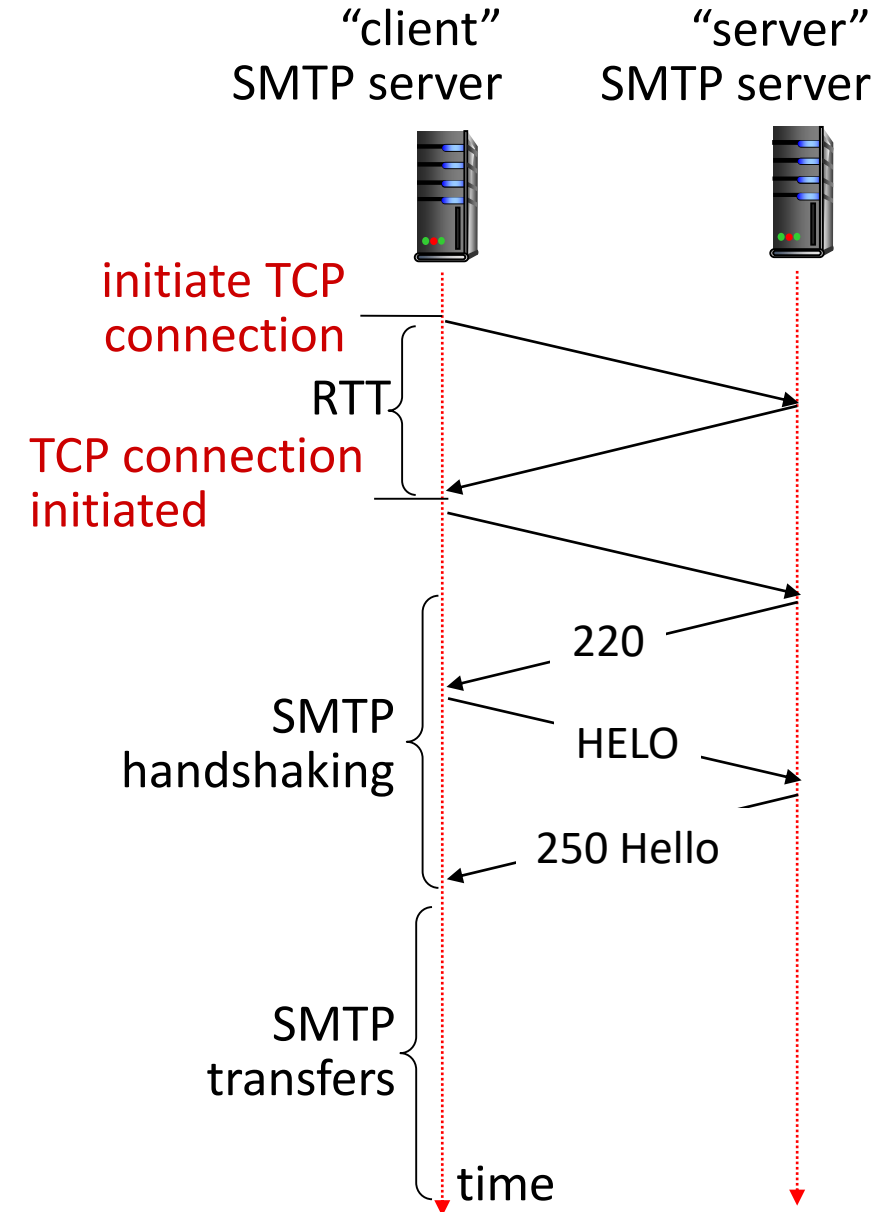 “client”
SMTP server
“server”
SMTP server
initiate TCP
connection
RTT
TCP connection
initiated
220
SMTP
handshaking
HELO
250 Hello
SMTP
transfers
time